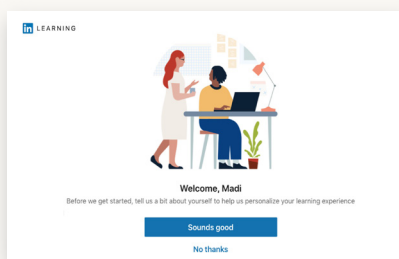 in LEARNING
Welcome, Madi
Before we get started, tell us a bit about yourself to help us personalize your learning experience
Sounds good
No thanks